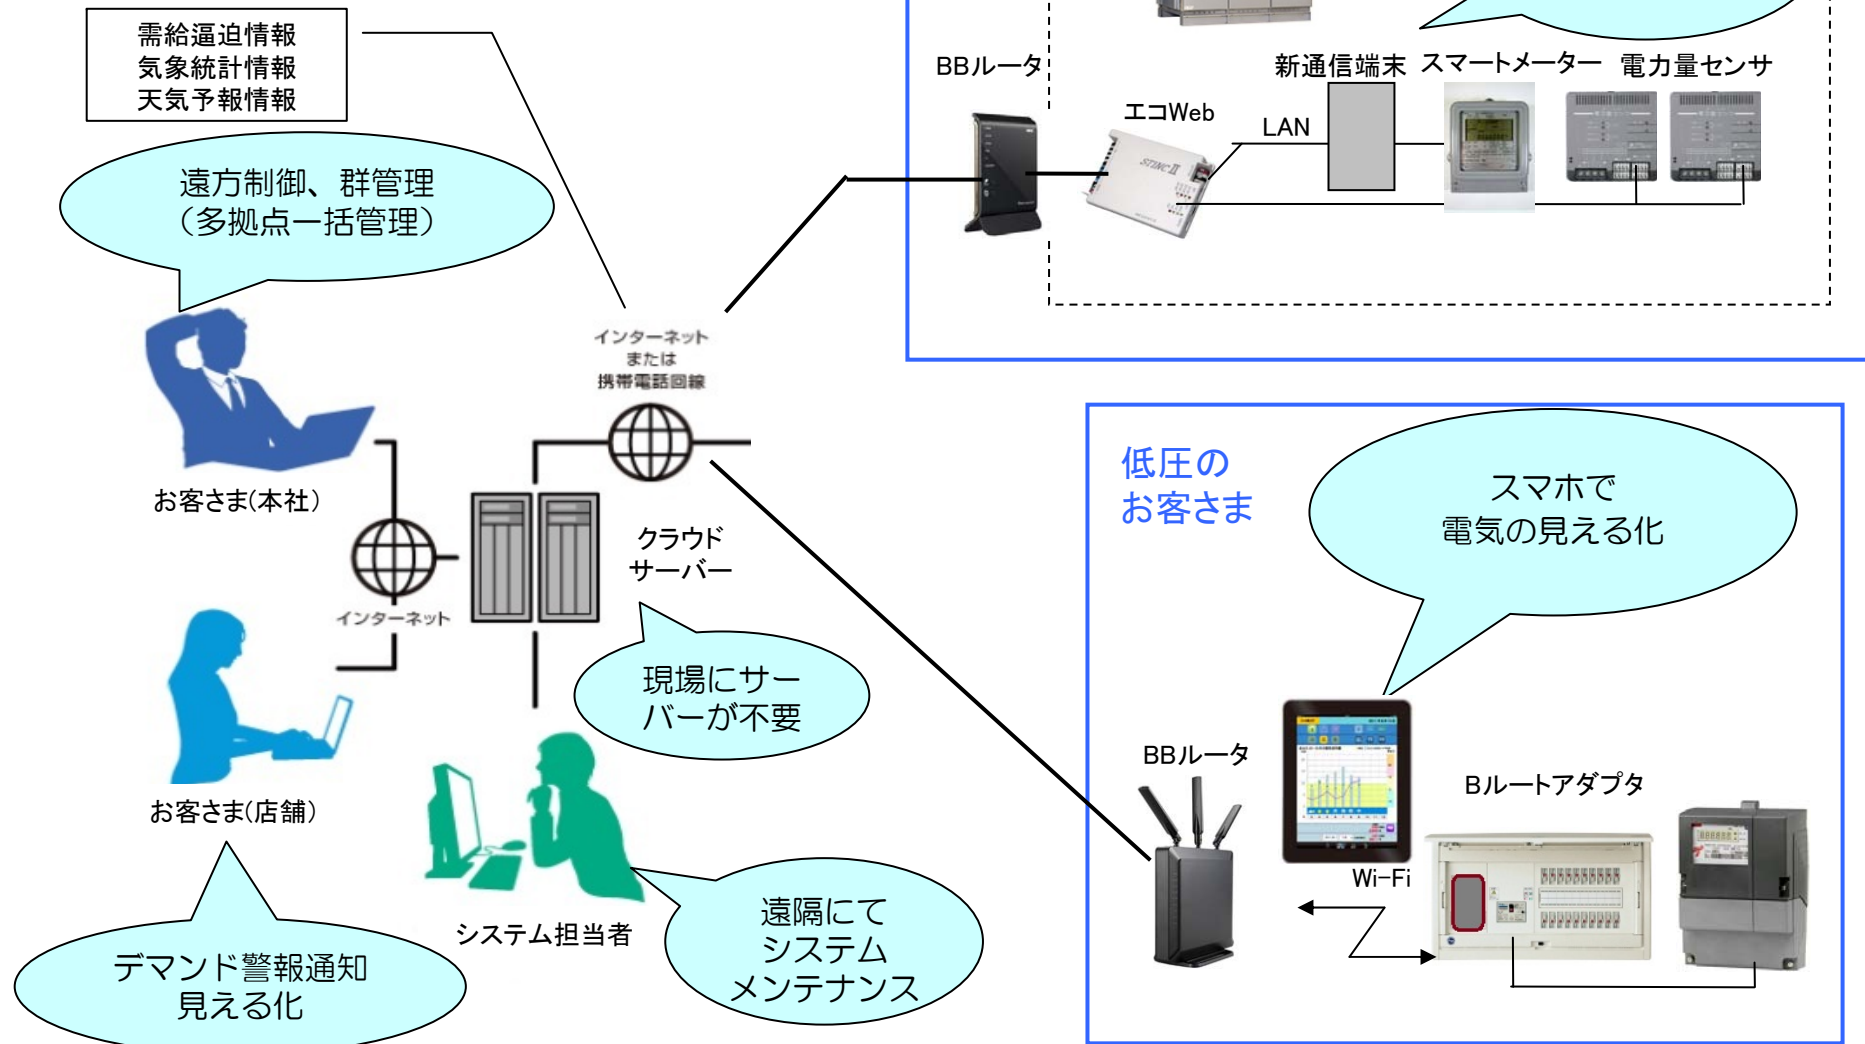 需給逼迫情報
気象統計情報
天気予報情報
遠方制御、群管理
（多拠点一括管理）
BBルータ
エコWeb
STINC II
LAN
新通信端末
スマートメーター
電力量センサ
インターネット
または
携帯電話回線
お客さま(本社)
インターネット
クラウド
サーバー
現場にサー
バーが不要
お客さま(店舗)
デマンド警報通知
見える化
システム担当者
遠隔にて
システム
メンテナンス
低圧の
お客さま
スマホで
電気の見える化
BBルータ
Wi-Fi
Bルートアダプタ